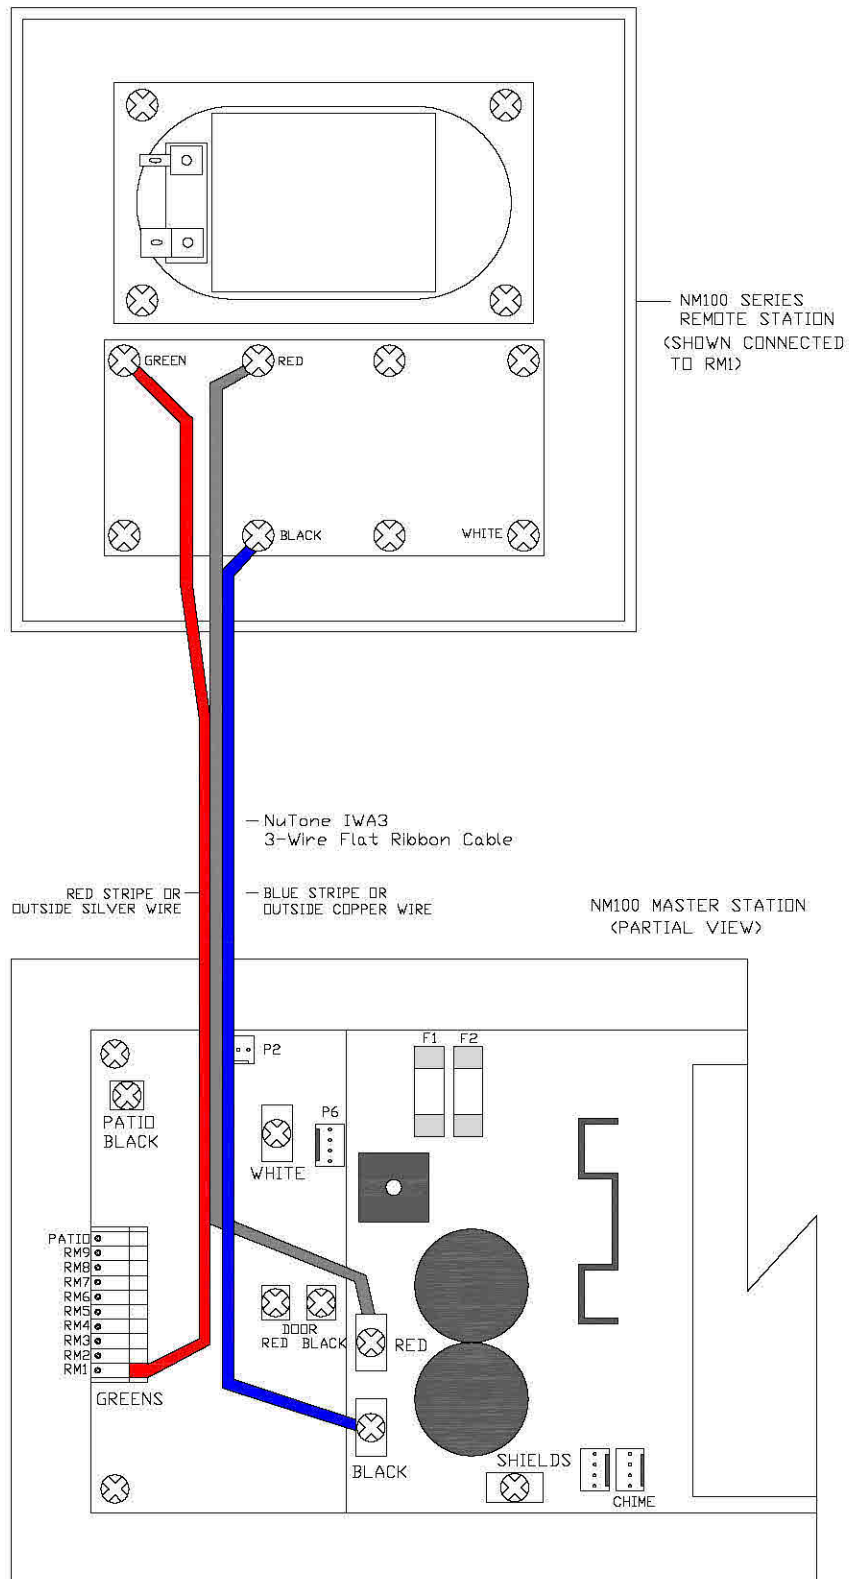 GREEN
RED
NM100 SERIES
REMOTE STATION
(SHOWN CONNECTED
TO RM1)
BLACK
WHITE
NuTone IWA3
3-Wire Flat Ribbon Cable
RED STRIPE OR
OUTSIDE SILVER WIRE
BLUE STRIPE OR
OUTSIDE COPPER WIRE
NM100 MASTER STATION
(PARTIAL VIEW)
F1
F2
P2
PATIO
BLACK
P6
WHITE
PATIO
RM9
RM8
RM7
RM6
RM5
RM4
RM3
RM2
RM1
GREENS
DOOR
RED
BLACK
RED
BLACK
SHIELDS
CHIME